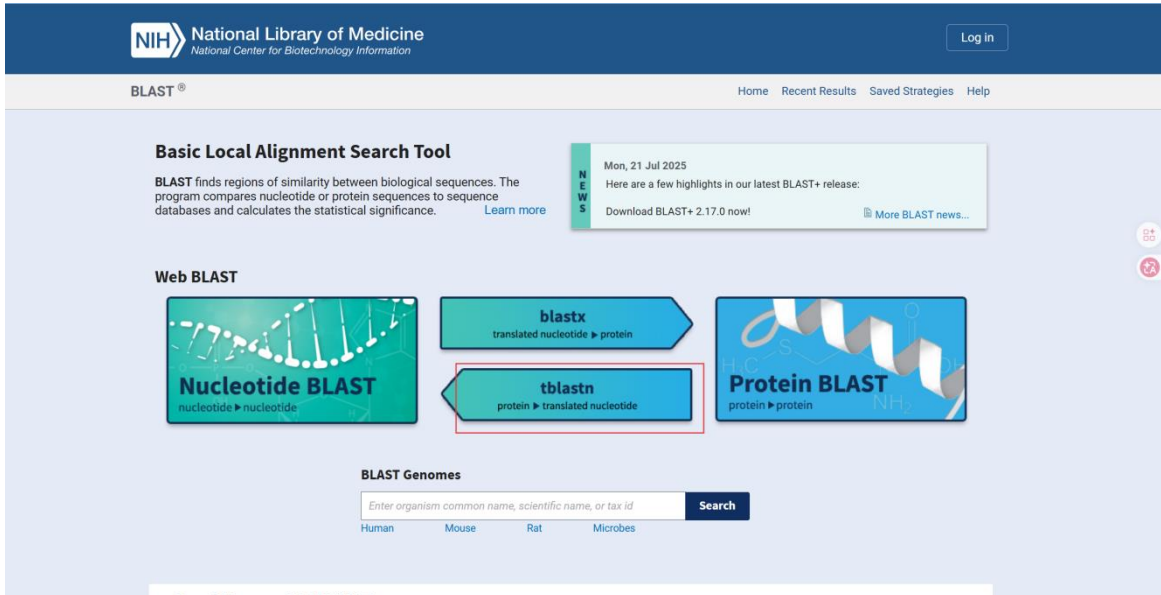 NIH National Library of Medicine
National Center for Biotechnology Information
Log in
BLAST ®
Home Recent Results Saved Strategies Help
Basic Local Alignment Search Tool
BLAST finds regions of similarity between biological sequences. The
program compares nucleotide or protein sequences to sequence
databases and calculates the statistical significance. Learn more
NEWS
Mon, 21 Jul 2025
Here are a few highlights in our latest BLAST+ release:
Download BLAST+ 2.17.0 now!
More BLAST news...
Web BLAST
Nucleotide BLAST
nucleotide ▶ nucleotide
blastx
translated nucleotide ▶ protein
tblastn
protein ▶ translated nucleotide
H₃C
S
O
OH
NH₂
Protein BLAST
protein ▶ protein
BLAST Genomes
Enter organism common name, scientific name, or tax id
Search
Human Mouse Rat Microbes